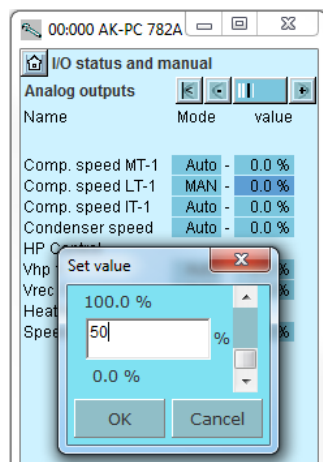 00:000 AK-PC 782A
I/O status and manual
Analog outputs
Name Mode value
Comp. speed MT-1 Auto - 0.0 %
Comp. speed LT-1 MAN - 0.0 %
Comp. speed IT-1 Auto - 0.0 %
Condenser speed Auto - 0.0 %
HP Control
Vhp %
Vrec %
Heat
Spee %
Set value
100.0 %
50 %
0.0 %
OK Cancel